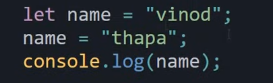 let name = "vinod";
name = "thapa";
console.log(name);